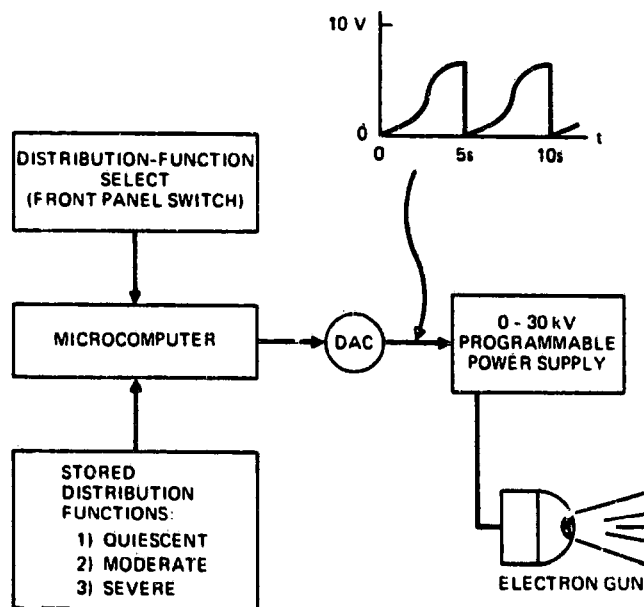 10 V
0
0
5s
10s
t
DISTRIBUTION-FUNCTION
SELECT
(FRONT PANEL SWITCH)
MICROCOMPUTER
DAC
0 - 30 kV
PROGRAMMABLE
POWER SUPPLY
STORED
DISTRIBUTION
FUNCTIONS:
1) QUIESCENT
2) MODERATE
3) SEVERE
ELECTRON GUN